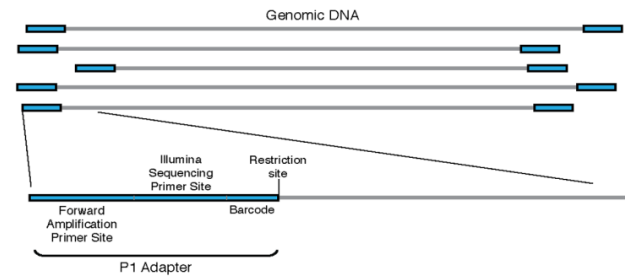 Genomic DNA
Illumina
Sequencing
Primer Site
Restriction
site
Forward
Amplification
Primer Site
Barcode
P1 Adapter